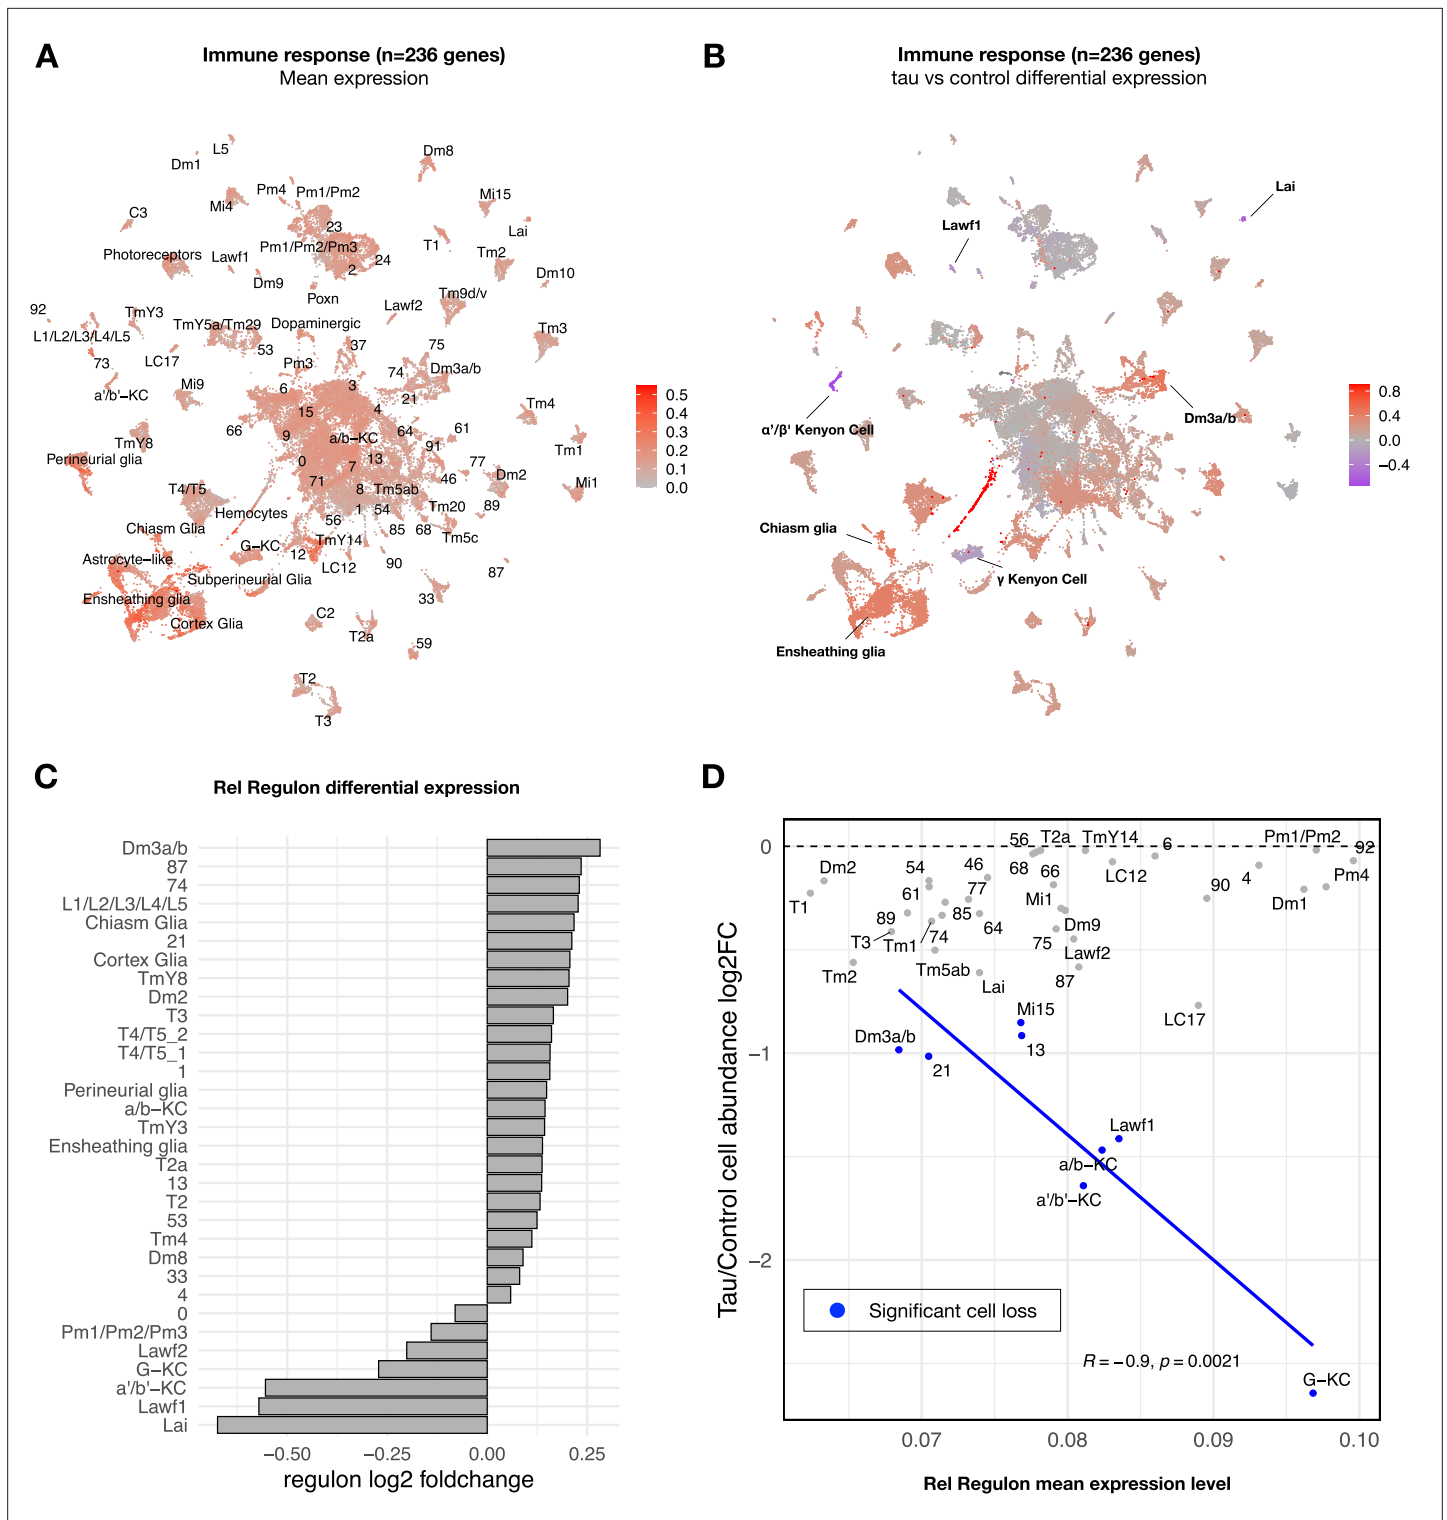 A
Immune response (n=236 genes)
Mean expression
L5
Dm1
Dm8
Pm4
Pm1/Pm2
Mi15
Mi4
C3
23
Lai
Photoreceptors
Lawf1
Pm1/Pm2/Pm3
24
T1
Tm2
2
Dm9
Dm10
Poxn
Tm9d/v
92
TmY3
Lawf2
TmY5a/Tm29
Dopaminergic
L1/L2/L3/L4/L5
Tm3
53
37
75
73
LC17
Pm3
74
Dm3a/b
a'/b'−KC
Mi9
6
3
21
15
4
Tm4
66
64
61
9
a/b−KC
TmY8
91
Tm1
Perineurial glia
0
13
77
7
71
46
Dm2
Mi1
T4/T5
8
Tm5ab
Hemocytes
1
54
Tm20
89
56
Chiasm Glia
85
68
Tm5c
G−KC
TmY14
12
Astrocyte−like
LC12
90
87
Subperineurial Glia
Ensheathing glia
33
C2
Cortex Glia
T2a
59
T2
T3
0.5
0.4
0.3
0.2
0.1
0.0
B
Immune response (n=236 genes)
tau vs control differential expression
Lai
Lawf1
Dm3a/b
α'/β' Kenyon Cell
Chiasm glia
γ Kenyon Cell
Ensheathing glia
0.8
0.4
0.0
−0.4
C
Rel Regulon differential expression
Dm3a/b
87
74
L1/L2/L3/L4/L5
Chiasm Glia
21
Cortex Glia
TmY8
Dm2
T3
T4/T5_2
T4/T5_1
1
Perineurial glia
a/b−KC
TmY3
Ensheathing glia
T2a
13
T2
53
Tm4
Dm8
33
4
0
Pm1/Pm2/Pm3
Lawf2
G−KC
a'/b'−KC
Lawf1
Lai
−0.50
−0.25
0.00
0.25
regulon log2 foldchange
D
Tau/Control cell abundance log2FC
0
−1
−2
56
T2a
TmY14
6
Pm1/Pm2
92
Dm2
54
46
68
66
LC12
4
Pm4
T1
61
77
Mi1
90
Dm1
89
85
64
Dm9
T3
Tm1
74
75
Lawf2
Tm2
Tm5ab
Lai
87
LC17
Mi15
Dm3a/b
13
21
Lawf1
a/b−KC
a'/b'−KC
Significant cell loss
R = −0.9, p = 0.0021
G−KC
0.07
0.08
0.09
0.10
Rel Regulon mean expression level